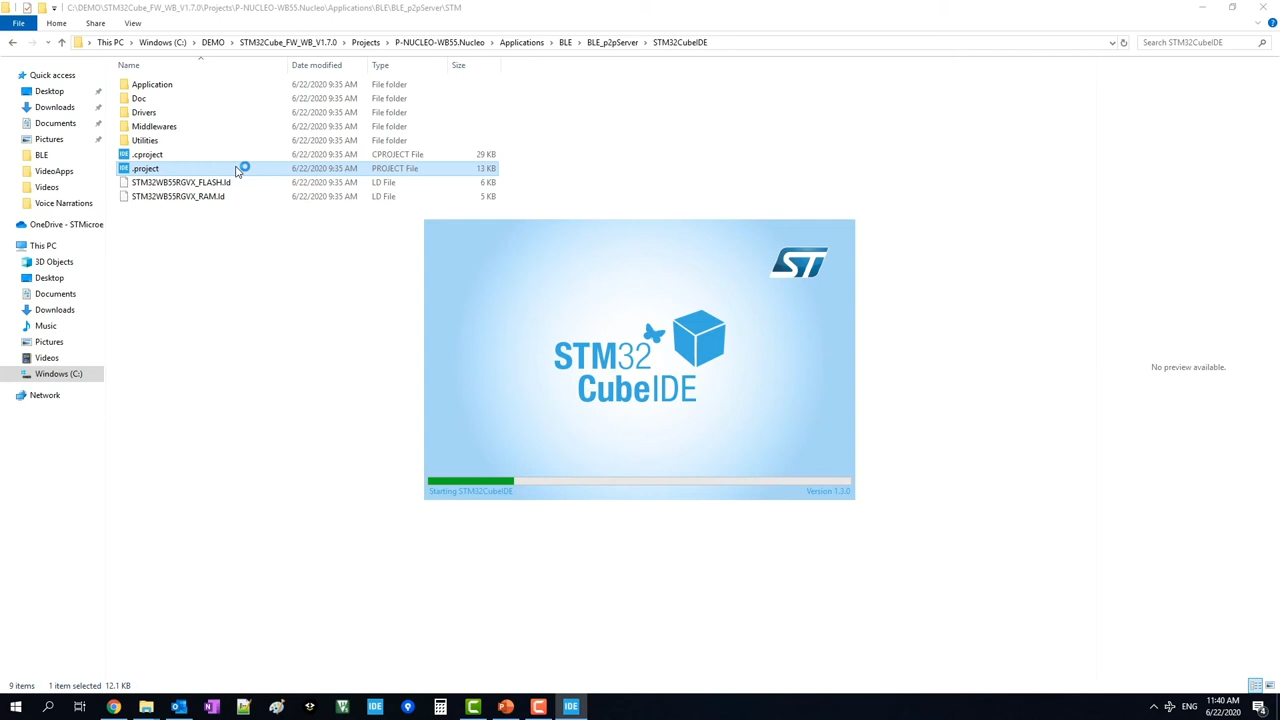 C:\DEMO\STM32Cube_FW_WB_V1.7.0\Projects\P-NUCLEO-WB55.Nucleo\Applications\BLE\BLE_p2pServer\STM
File Home Share View
This PC Windows (C:) DEMO STM32Cube_FW_WB_V1.7.0 Projects P-NUCLEO-WB55.Nucleo Applications BLE BLE_p2pServer STM32CubeIDE Search STM32CubeIDE
Name Date modified Type Size
Quick access
Desktop
Downloads
Documents
Pictures
BLE
VideoApps
Videos
Voice Narrations
OneDrive - STMicroe
This PC
3D Objects
Desktop
Documents
Downloads
Music
Pictures
Videos
Windows (C:)
Network
Application 6/22/2020 9:35 AM File folder
Doc 6/22/2020 9:35 AM File folder
Drivers 6/22/2020 9:35 AM File folder
Middlewares 6/22/2020 9:35 AM File folder
Utilities 6/22/2020 9:35 AM File folder
IDE .cproject 6/22/2020 9:35 AM CPROJECT File 29 KB
IDE .project 6/22/2020 9:35 AM PROJECT File 13 KB
STM32WB55RGVX_FLASH.ld 6/22/2020 9:35 AM LD File 6 KB
STM32WB55RGVX_RAM.ld 6/22/2020 9:35 AM LD File 5 KB
ST
STM32
CubeIDE
Starting STM32CubeIDE Version 1.3.0
No preview available.
9 items 1 item selected 12.1 KB
IDE IDE ENG 11:40 AM
6/22/2020
4